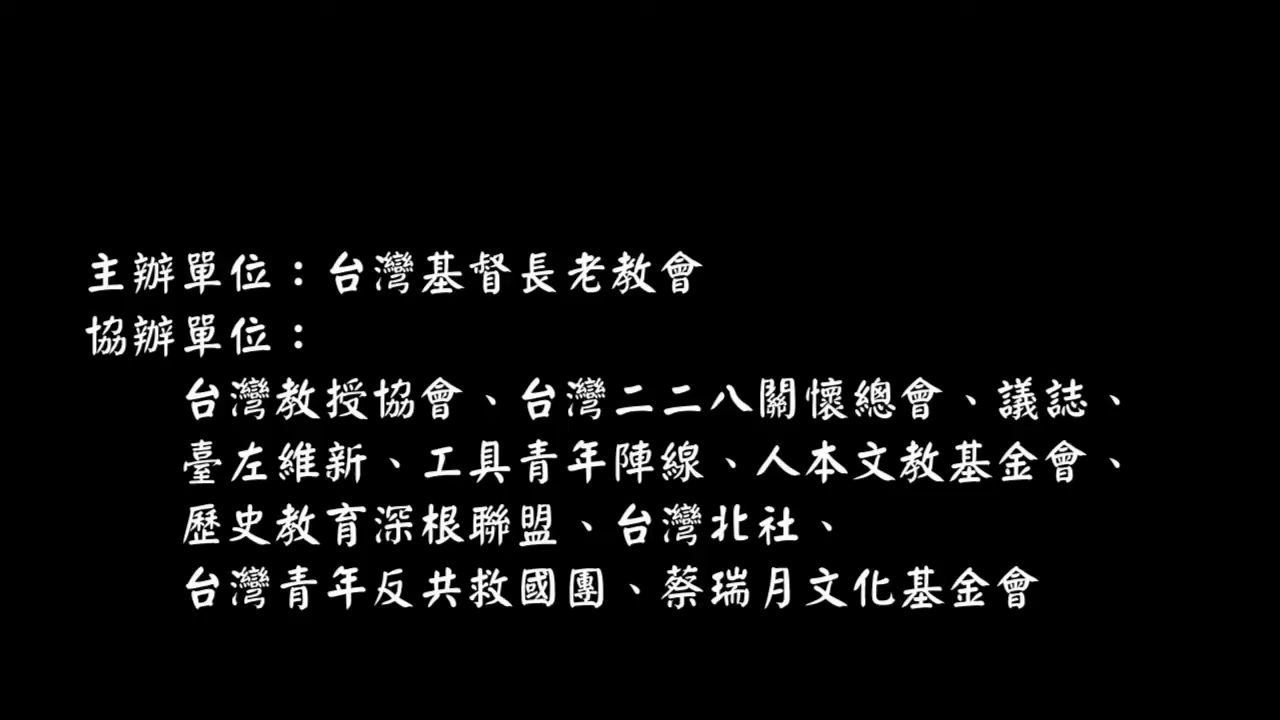 主辦單位：台灣基督長老教會
協辦單位：
台灣教授協會、台灣二二八關懷總會、議誌、
臺左維新、工具青年陣線、人本文教基金會、
歷史教育深根聯盟、台灣北社、
台灣青年反共救國團、蔡瑞月文化基金會